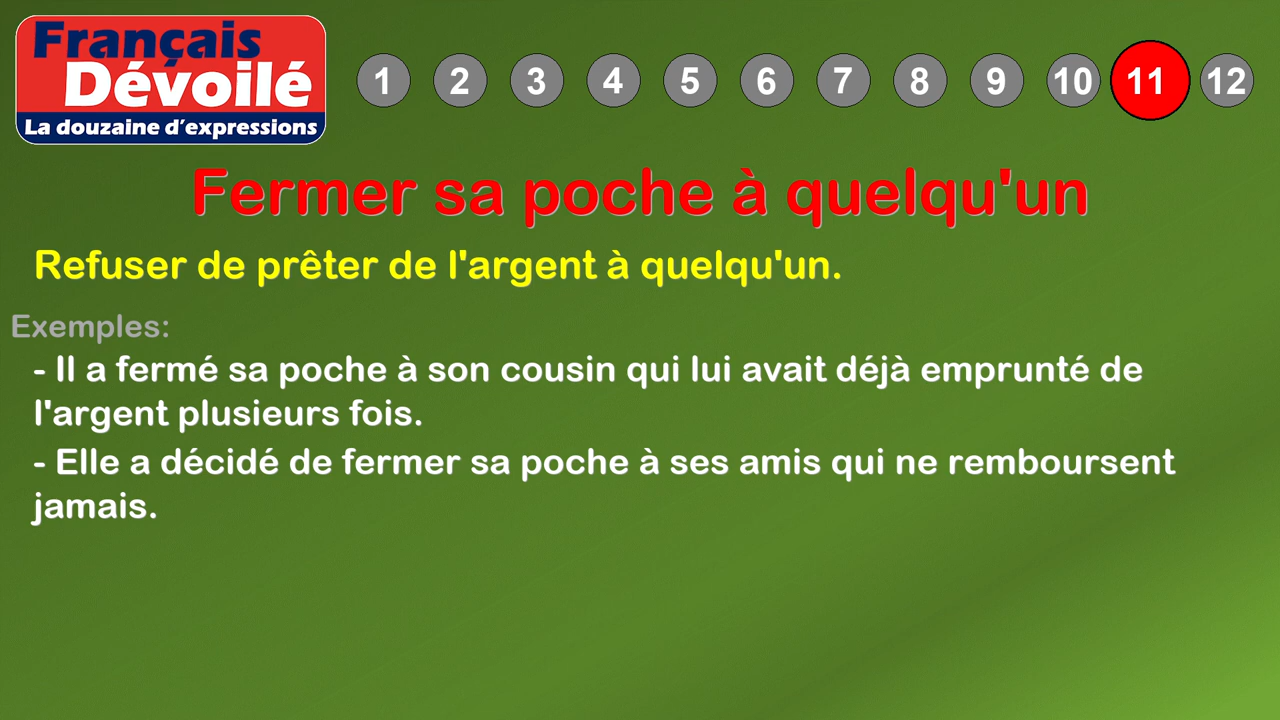 Français
Dévoilé
La douzaine d'expressions
1 2 3 4 5 6 7 8 9 10 11 12
Fermer sa poche à quelqu'un
Refuser de prêter de l'argent à quelqu'un.
Exemples:
- Il a fermé sa poche à son cousin qui lui avait déjà emprunté de
l'argent plusieurs fois.
- Elle a décidé de fermer sa poche à ses amis qui ne remboursent
jamais.